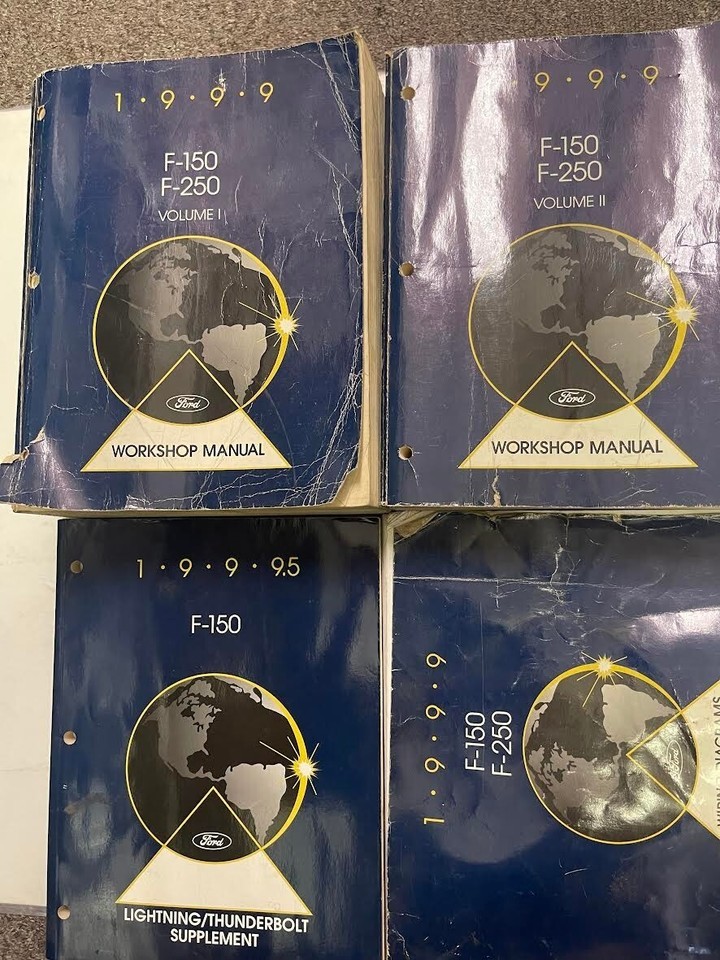 1 · 9 · 9 · 9
F-150
F-250
VOLUME I
Ford
WORKSHOP MANUAL
9 · 9 · 9
F-150
F-250
VOLUME II
Ford
WORKSHOP MANUAL
1 · 9 · 9 · 9.5
F-150
Ford
LIGHTNING/THUNDERBOLT
SUPPLEMENT
1 · 9 · 9 · 9
F-150
F-250
Ford